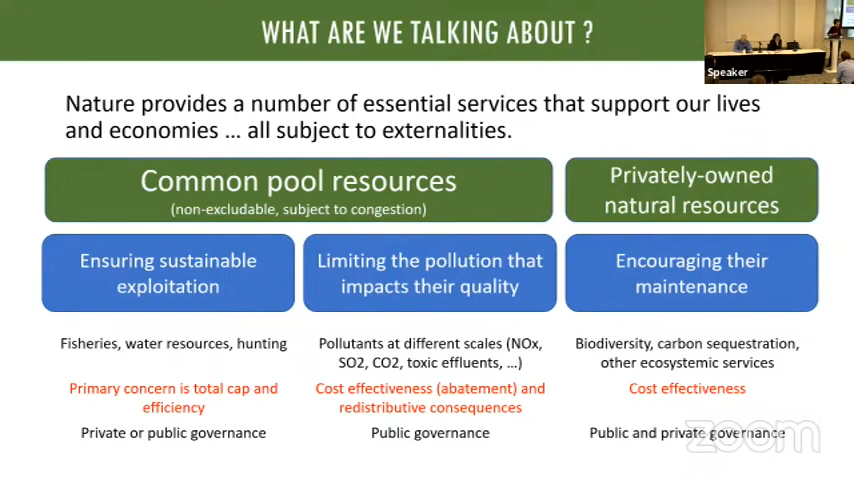 WHAT ARE WE TALKING ABOUT ?
Speaker
Nature provides a number of essential services that support our lives
and economies ... all subject to externalities.
Common pool resources
(non-excludable, subject to congestion)
Privately-owned
natural resources
Ensuring sustainable
exploitation
Limiting the pollution that
impacts their quality
Encouraging their
maintenance
Fisheries, water resources, hunting
Primary concern is total cap and
efficiency
Private or public governance
Pollutants at different scales (NOx,
SO2, CO2, toxic effluents, ...)
Cost effectiveness (abatement) and
redistributive consequences
Public governance
Biodiversity, carbon sequestration,
other ecosystemic services
Cost effectiveness
Public and private governance
zoom